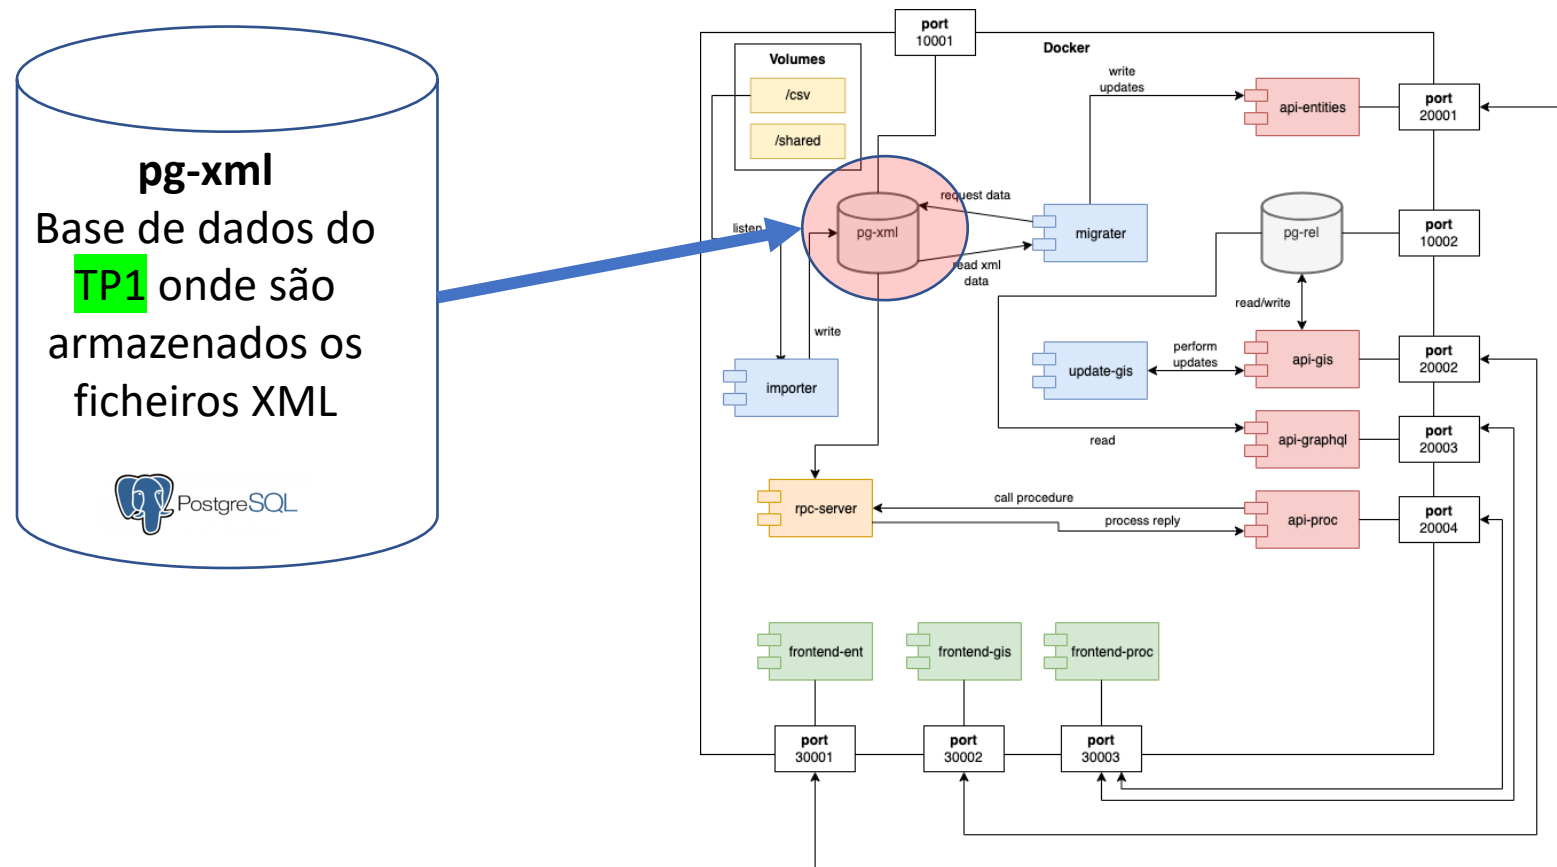 pg-xml
Base de dados do
TP1 onde são
armazenados os
ficheiros XML
PostgreSQL
port
10001
Docker
Volumes
/csv
/shared
write
updates
api-entities
port
20001
request data
listen
pg-xml
migrater
read xml
data
pg-rel
port
10002
read/write
write
importer
update-gis
perform
updates
api-gis
port
20002
read
api-graphql
port
20003
rpc-server
call procedure
process reply
api-proc
port
20004
frontend-ent
frontend-gis
frontend-proc
port
30001
port
30002
port
30003